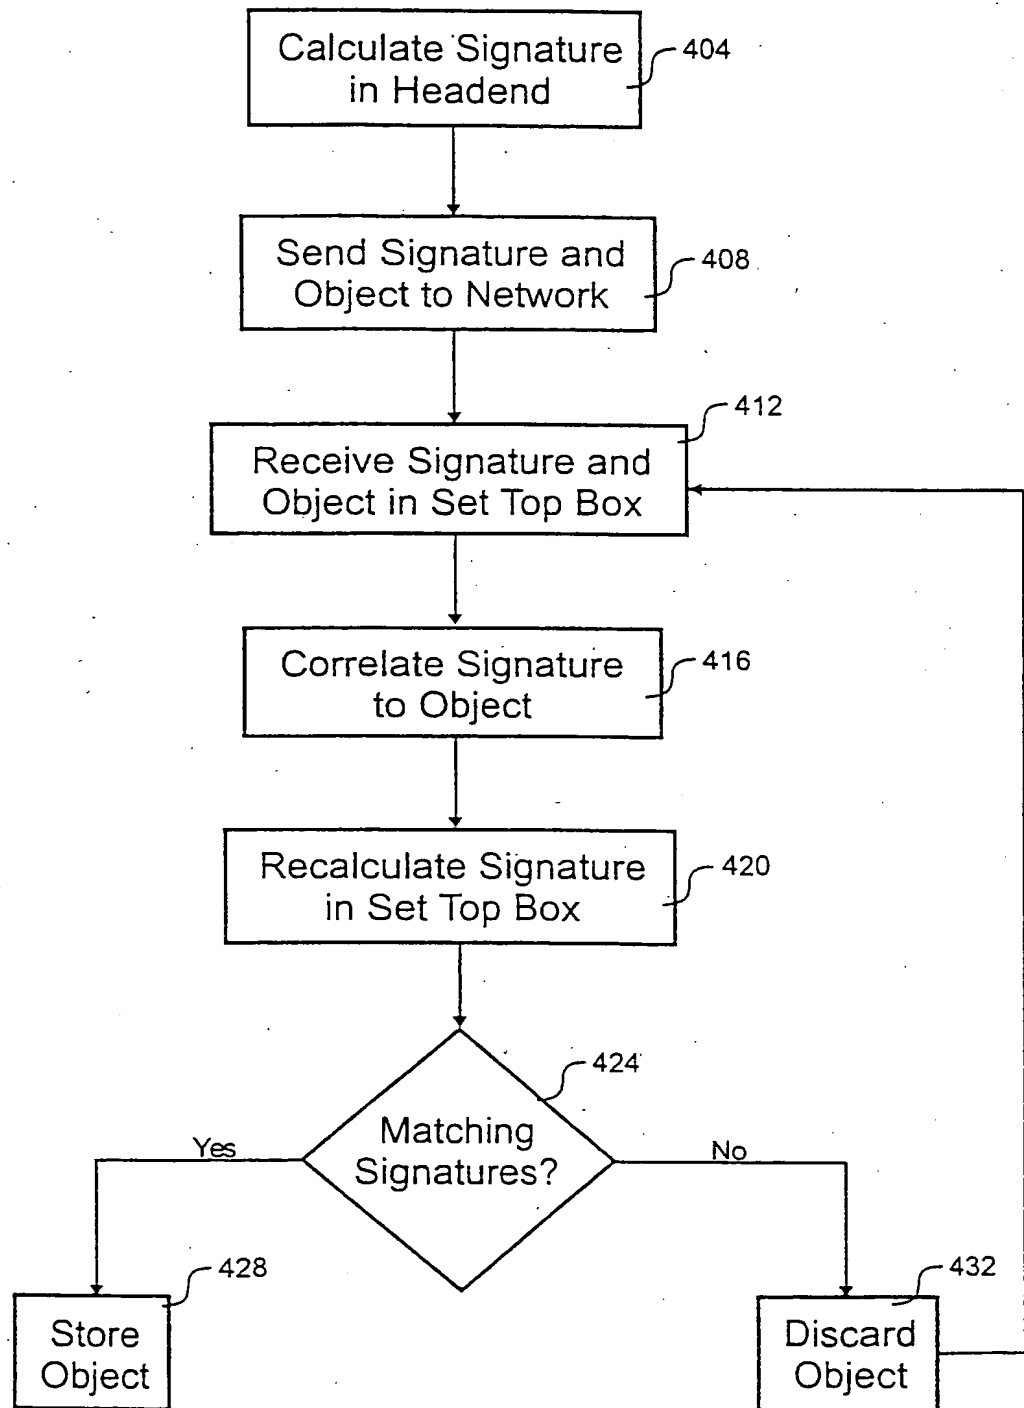 Calculate Signature
in Headend
404
Send Signature and
Object to Network
408
412
Receive Signature and
Object in Set Top Box
Correlate Signature
to Object
416
Recalculate Signature
in Set Top Box
420
424
Matching
Signatures?
Yes
No
428
Store
Object
432
Discard
Object